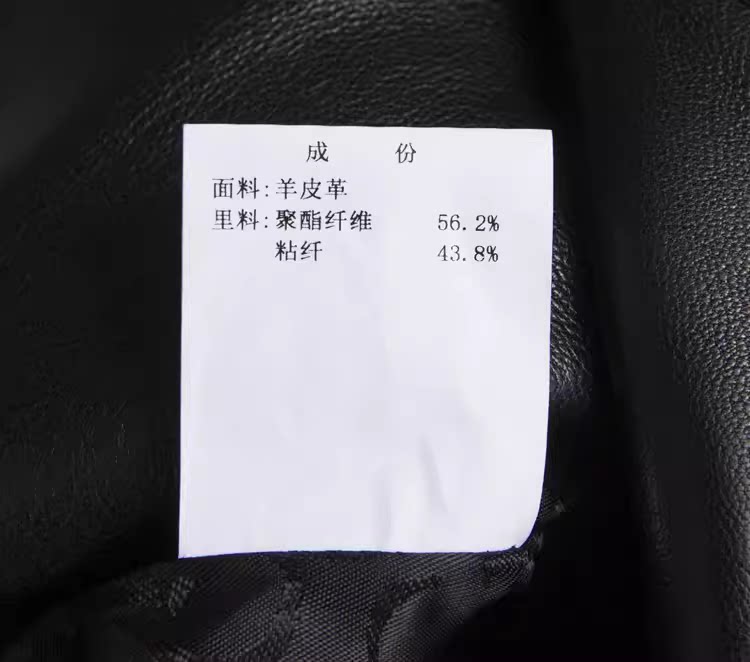 成 份
面料:羊皮革
里料:聚酯纤维 56.2%
粘纤 43.8%